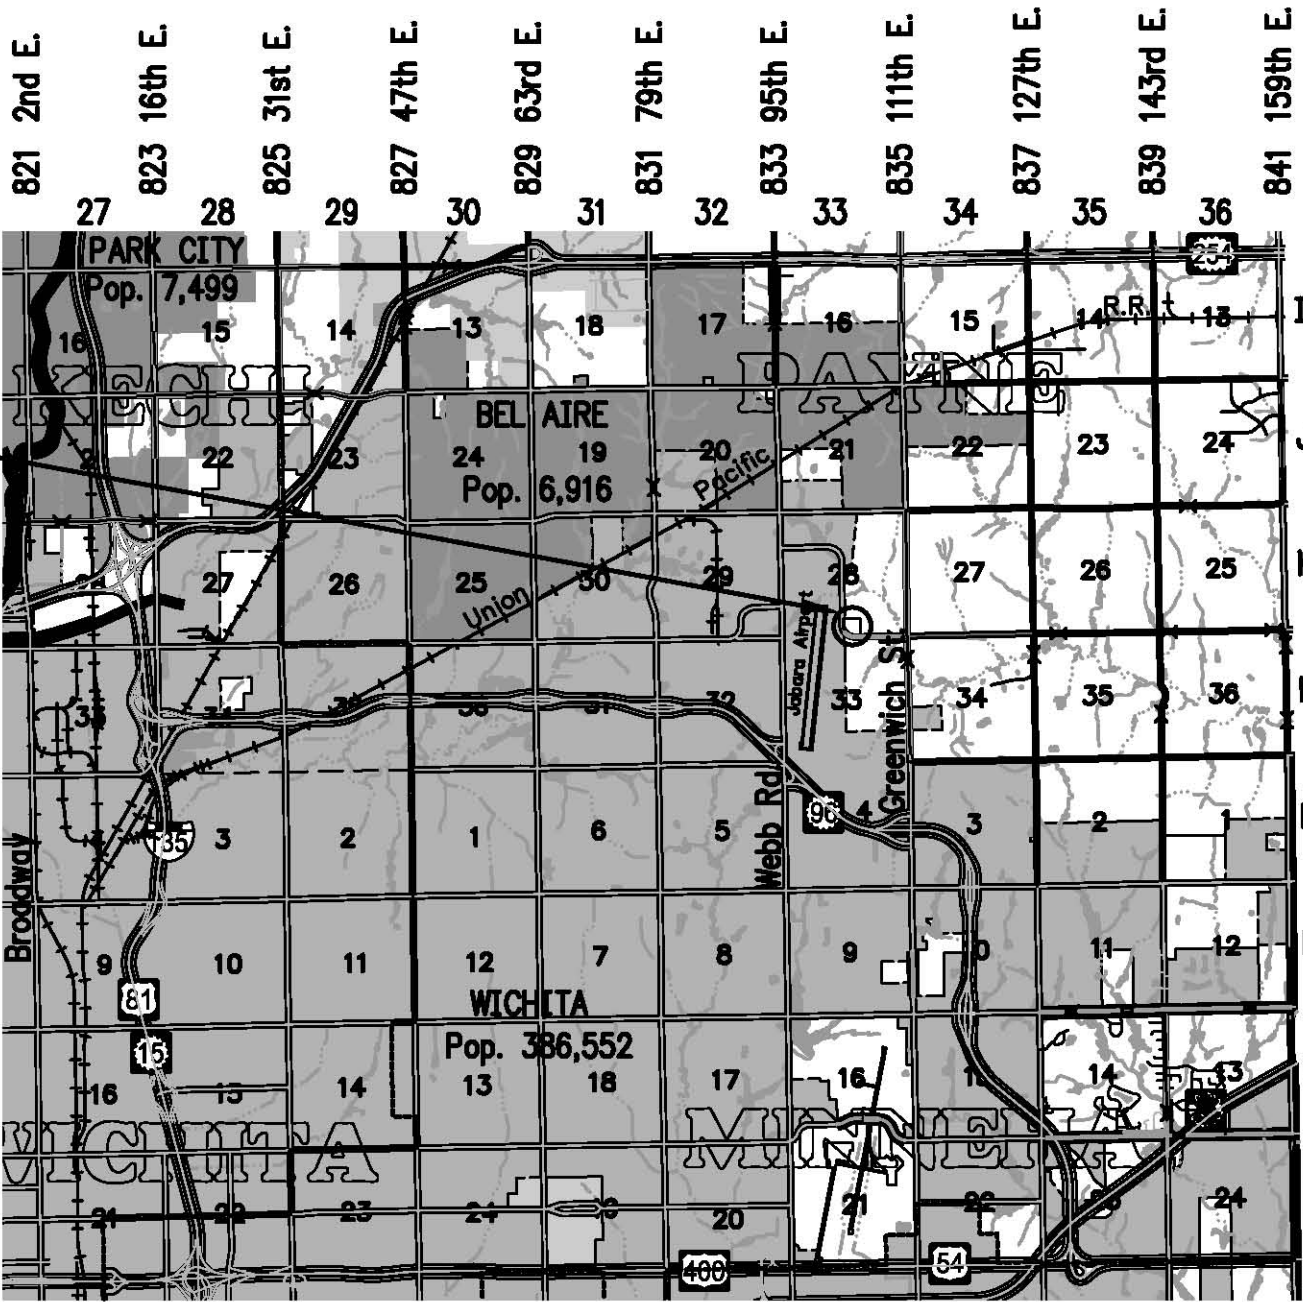 821 2nd E.
823 16th E.
825 31st E.
827 47th E.
829 63rd E.
831 79th E.
833 95th E.
835 111th E.
837 127th E.
839 143rd E.
841 159th E.
27 28 29 30 31 32 33 34 35 36
PARK CITY
Pop. 7,499
254
16 15 14 13 18 17 16 15 14 R.R. t 13
KECHI
PAYNE
BEL AIRE
22 23 24 19 20 21 22 23 24
Pop. 6,916
Pacific
27 26 25 30 29 28 27 26 25
Union
Jabara Airport
Greenwich St.
34 33 34 35 36
32
Webb Rd
96
35 3 2 1 6 5 4 3 2 1
Broadway
9 10 11 12 7 8 9 11 12
81
WICHITA
Pop. 386,552
15
16 15 14 13 18 17 16 14 13
WICHITA
MINNEHA
21 22 23 24 20 21 22 24
400
54